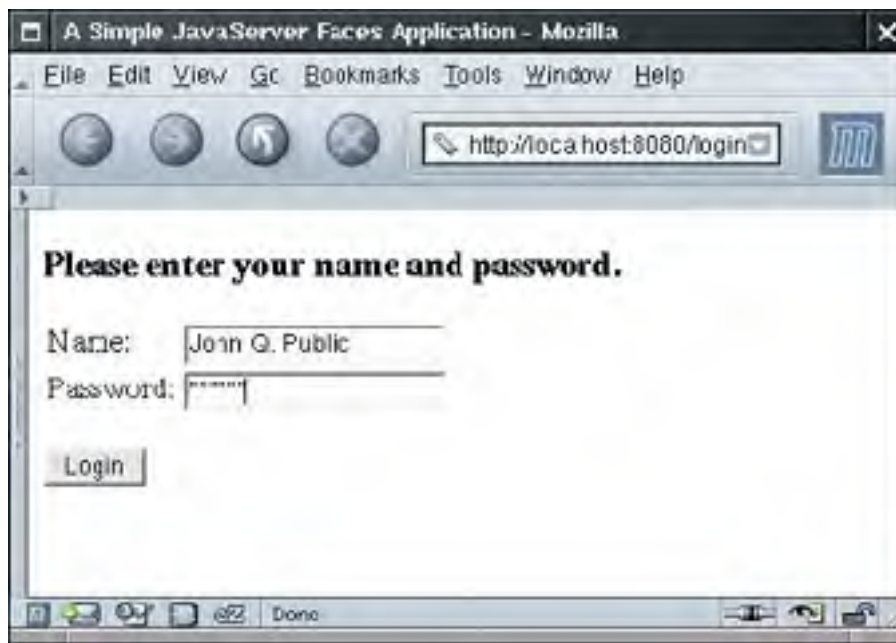 A Simple JavaServer Faces Application - Mozilla
File Edit View Go Bookmarks Tools Window Help
http://localhost:8080/login
Please enter your name and password.
Name: John Q. Public
Password: *******
Login
Done